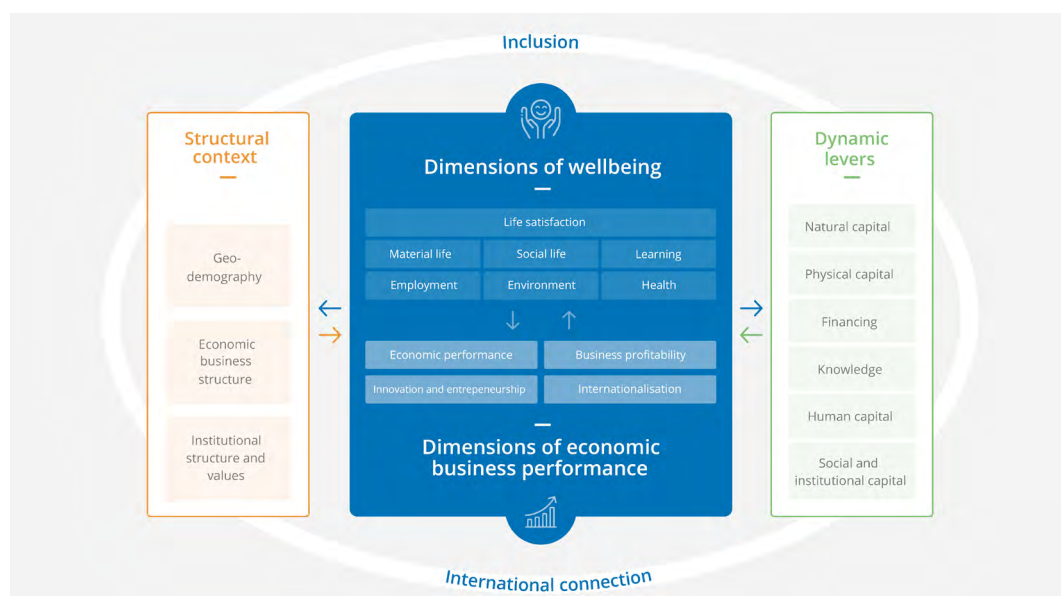 Inclusion
Structural
context
Geo-
demography
Economic
business
structure
Institutional
structure and
values
Dimensions of wellbeing
Life satisfaction
Material life
Social life
Learning
Employment
Environment
Health
Economic performance
Business profitability
Innovation and entrepeneurship
Internationalisation
Dimensions of economic
business performance
Dynamic
levers
Natural capital
Physical capital
Financing
Knowledge
Human capital
Social and
institutional capital
International connection